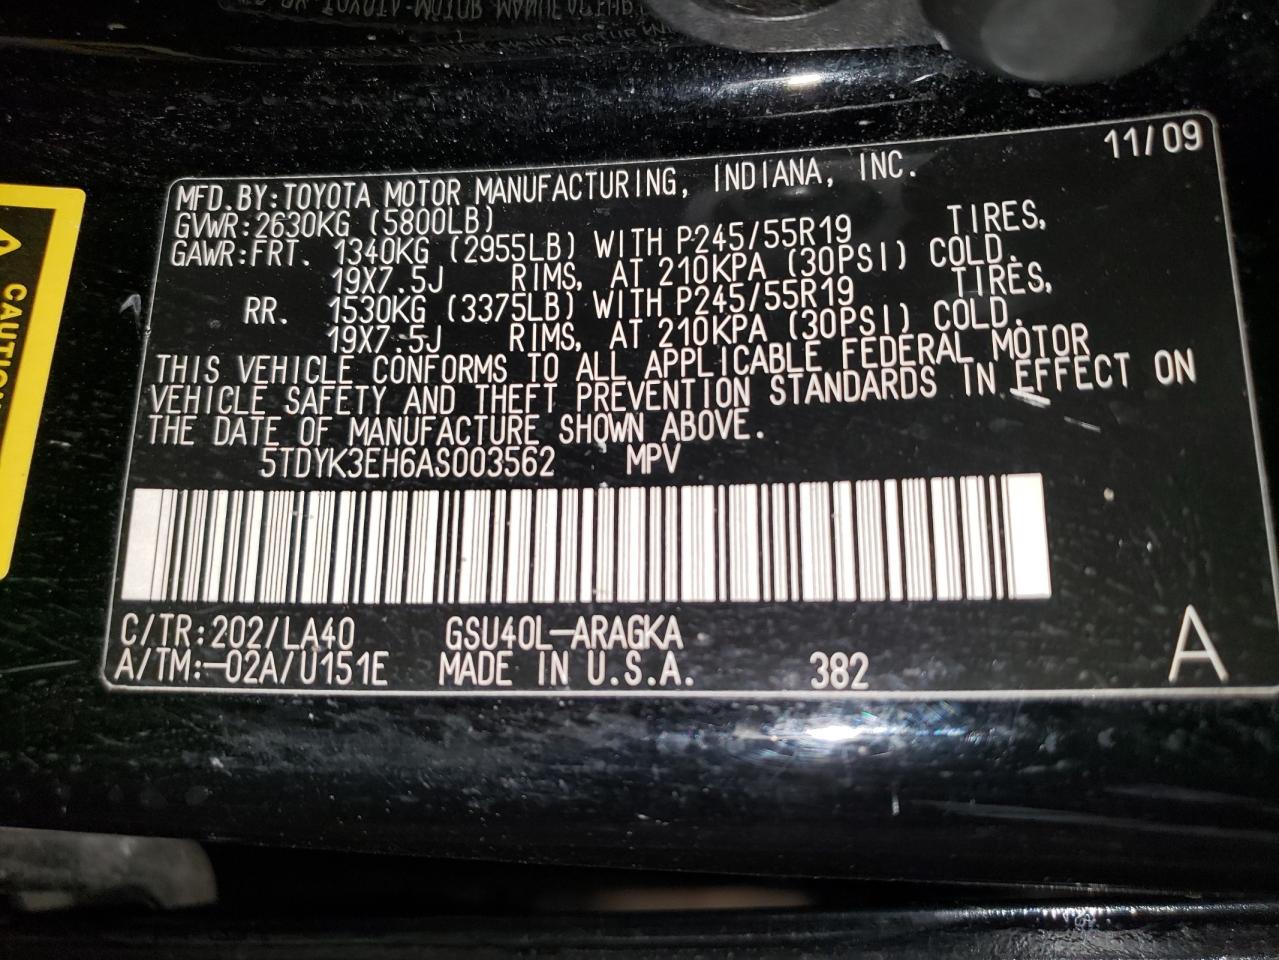 11/09
MFD.BY:TOYOTA MOTOR MANUFACTURING, INDIANA, INC.
GVWR:2630KG (5800LB)
GAWR:FRT. 1340KG (2955LB) WITH P245/55R19 TIRES,
19X7.5J RIMS, AT 210KPA (30PSI) COLD.
RR. 1530KG (3375LB) WITH P245/55R19 TIRES,
19X7.5J RIMS, AT 210KPA (30PSI) COLD.
THIS VEHICLE CONFORMS TO ALL APPLICABLE FEDERAL MOTOR
VEHICLE SAFETY AND THEFT PREVENTION STANDARDS IN EFFECT ON
THE DATE OF MANUFACTURE SHOWN ABOVE.
5TDYK3EH6AS003562 MPV
C/TR:202/LA40 GSU40L-ARAGKA
A/TM:-02A/U151E MADE IN U.S.A. 382 A
CAUTION